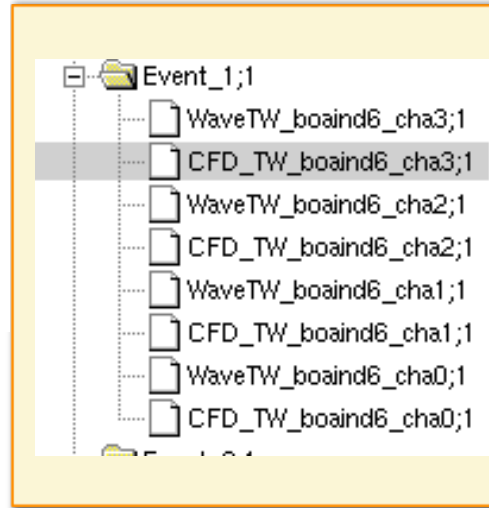 Event_1;1
WaveTW_boaind6_cha3;1
CFD_TW_boaind6_cha3;1
WaveTW_boaind6_cha2;1
CFD_TW_boaind6_cha2;1
WaveTW_boaind6_cha1;1
CFD_TW_boaind6_cha1;1
WaveTW_boaind6_cha0;1
CFD_TW_boaind6_cha0;1